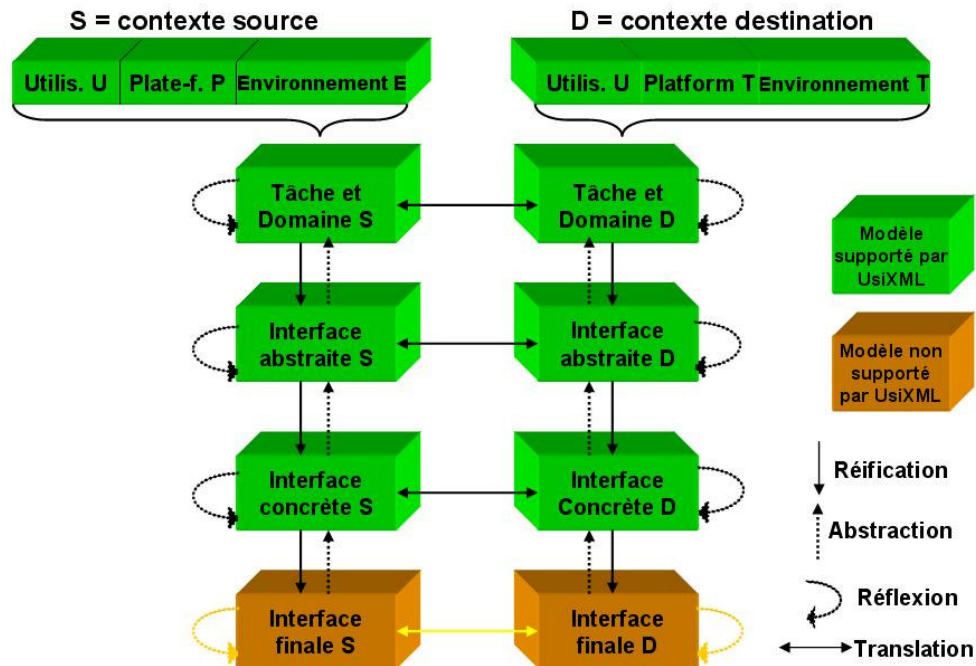 S = contexte source
D = contexte destination
Utilis. U
Plate-f. P
Environnement E
Utilis. U
Platform T
Environnement T
Tâche et
Domaine S
Tâche et
Domaine D
Interface
abstraite S
Interface
abstraite D
Interface
concrète S
Interface
Concrète D
Interface
finale S
Interface
finale D
Modèle
supporté par
UsiXML
Modèle non
supporté
par UsiXML
Réification
Abstraction
Réflexion
Translation